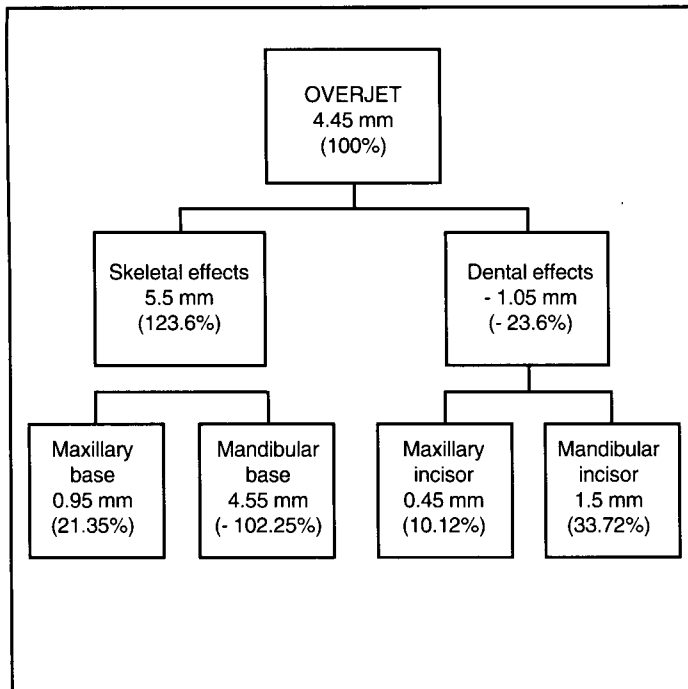 OVERJET
4.45 mm
(100%)
Skeletal effects
5.5 mm
(123.6%)
Dental effects
- 1.05 mm
(- 23.6%)
Maxillary
base
0.95 mm
(21.35%)
Mandibular
base
4.55 mm
(- 102.25%)
Maxillary
incisor
0.45 mm
(10.12%)
Mandibular
incisor
1.5 mm
(33.72%)